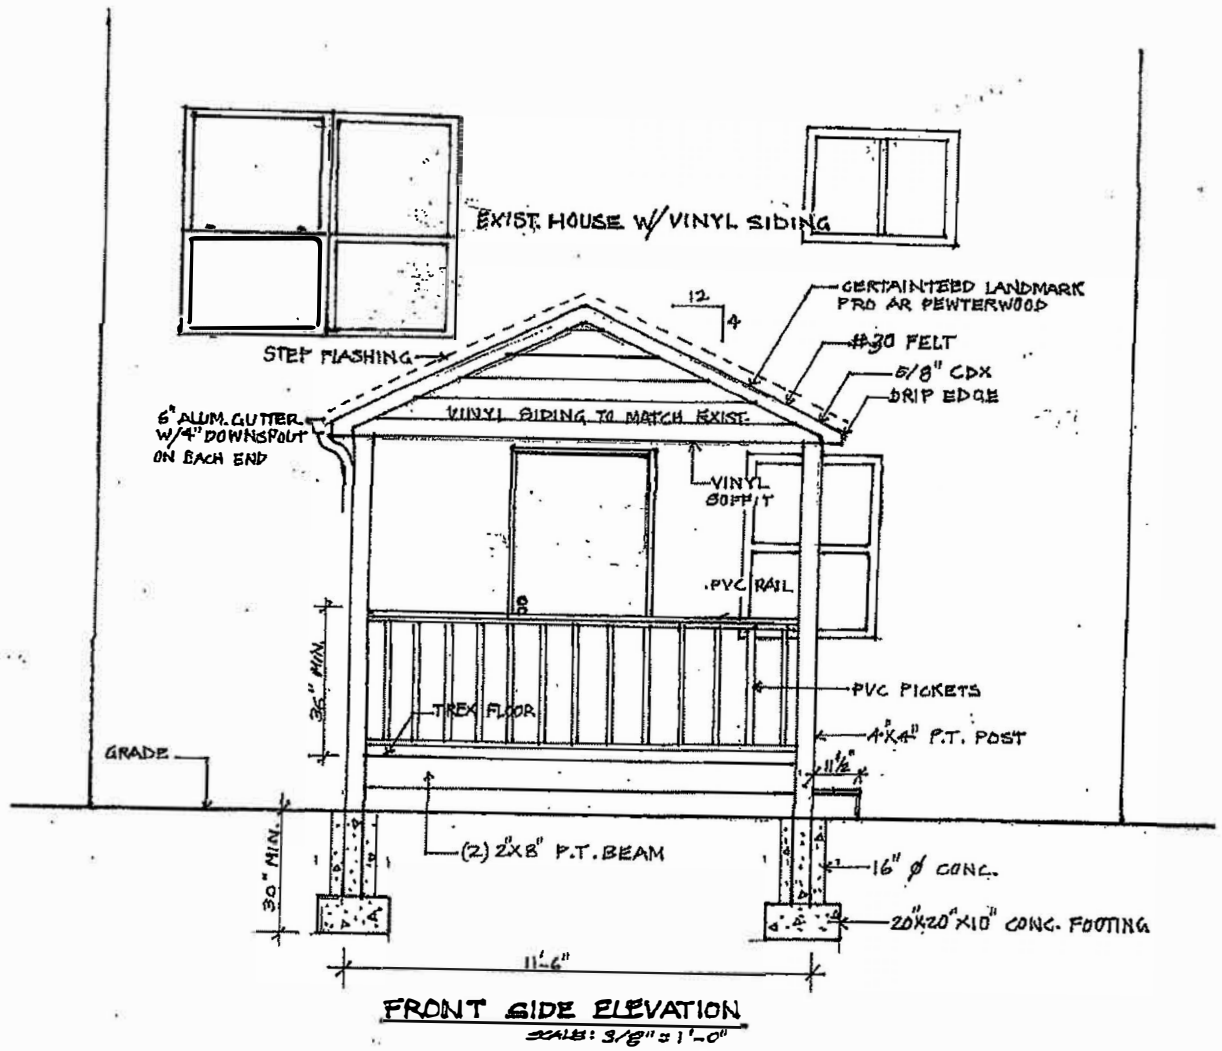 EXIST. HOUSE W/ VINYL SIDING
CERTAINTEED LANDMARK
PRO AR PEWTERWOOD
12
4
#30 FELT
STEP FLASHING
5/8" CDX
DRIP EDGE
6" ALUM. GUTTER
W/4" DOWNSPOUT
ON EACH END
VINYL SIDING TO MATCH EXIST.
VINYL
SOFFIT
PVC RAIL
36" MIN.
PVC PICKETS
TREX FLOOR
4"X4" P.T. POST
GRADE
11 1/2"
(2) 2"X8" P.T. BEAM
30" MIN.
16" Ø CONC.
20"X20"X10" CONC. FOOTING
11'-6"
FRONT SIDE ELEVATION
SCALE: 3/8" = 1'-0"